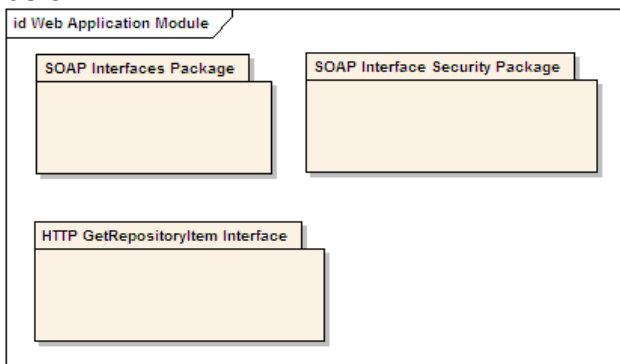 id Web Application Module
SOAP Interfaces Package
SOAP Interface Security Package
HTTP GetRepositoryItem Interface